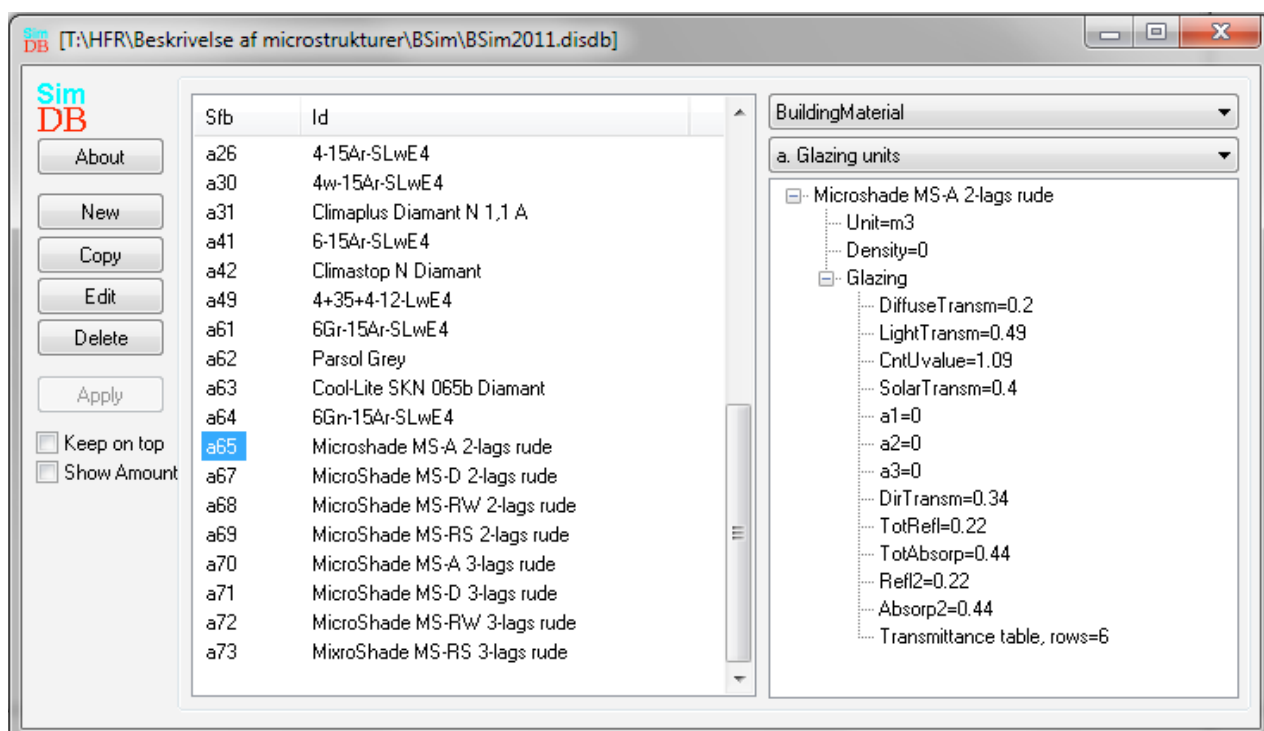 Sim DB [T:\HFR\Beskrivelse af microstrukturer\BSim\BSim2011.disdb]
Sim
DB
About
New
Copy
Edit
Delete
Apply
Keep on top
Show Amount
Sfb Id
a26 4-15Ar-SLwE4
a30 4w-15Ar-SLwE4
a31 Climaplus Diamant N 1,1 A
a41 6-15Ar-SLwE4
a42 Climastop N Diamant
a49 4+35+4-12-LwE4
a61 6Gr-15Ar-SLwE4
a62 Parsol Grey
a63 Cool-Lite SKN 065b Diamant
a64 6Gn-15Ar-SLwE4
a65 Microshade MS-A 2-lags rude
a67 MicroShade MS-D 2-lags rude
a68 MicroShade MS-RW 2-lags rude
a69 MicroShade MS-RS 2-lags rude
a70 MicroShade MS-A 3-lags rude
a71 MicroShade MS-D 3-lags rude
a72 MicroShade MS-RW 3-lags rude
a73 MixroShade MS-RS 3-lags rude
BuildingMaterial
a. Glazing units
Microshade MS-A 2-lags rude
Unit=m3
Density=0
Glazing
DiffuseTransm=0.2
LightTransm=0.49
CntUvalue=1.09
SolarTransm=0.4
a1=0
a2=0
a3=0
DirTransm=0.34
TotRefl=0.22
TotAbsorp=0.44
Refl2=0.22
Absorp2=0.44
Transmittance table, rows=6